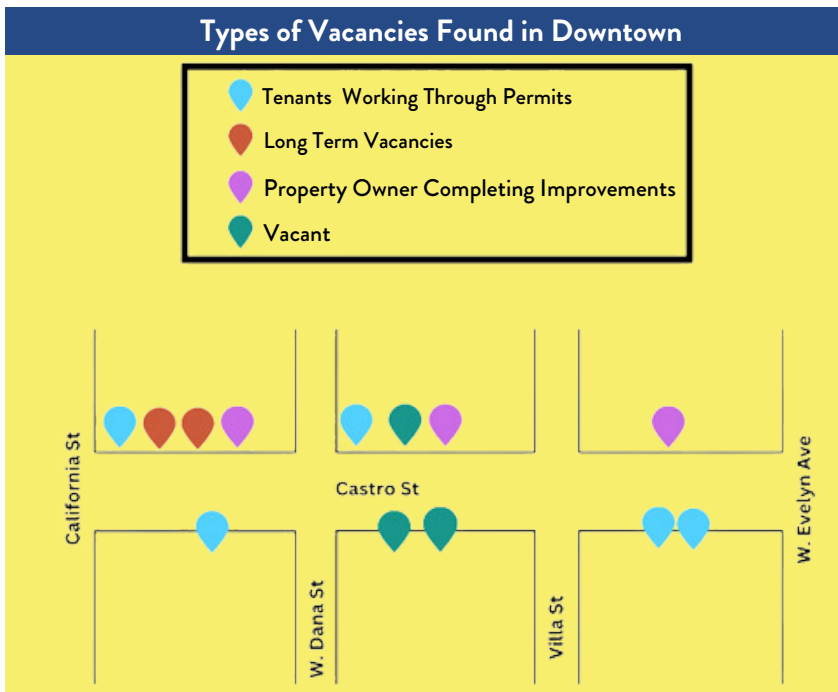 Types of Vacancies Found in Downtown
Tenants Working Through Permits
Long Term Vacancies
Property Owner Completing Improvements
Vacant
California St
Castro St
W. Dana St
Villa St
W. Evelyn Ave